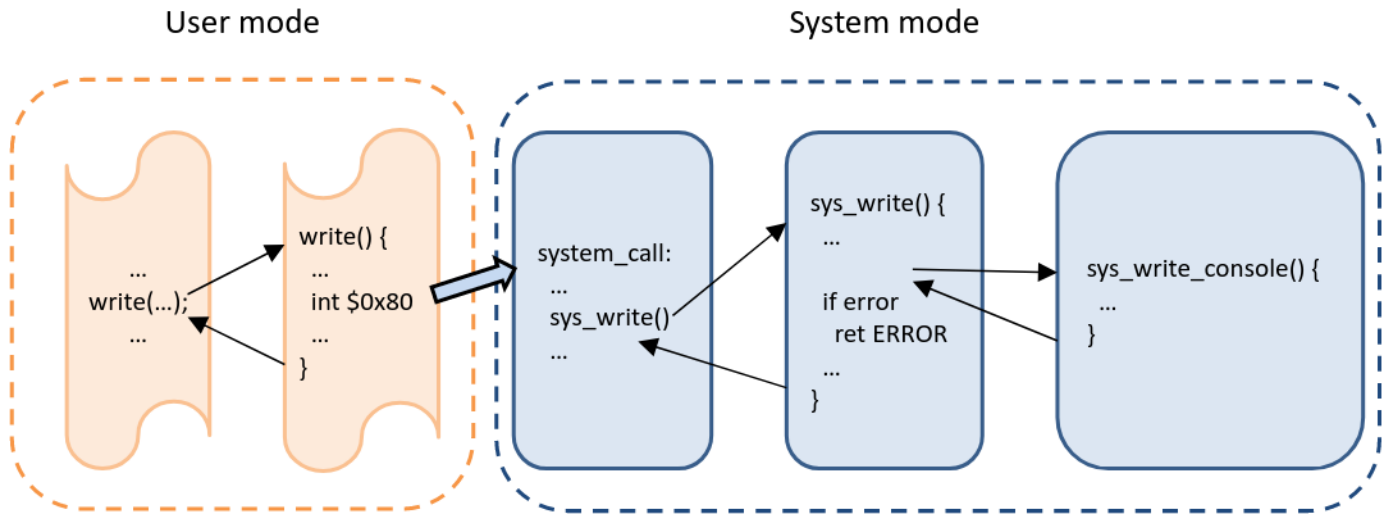 User mode
System mode
...
write(...);
...
write() {
...
int $0x80
...
}
system_call:
...
sys_write()
...
sys_write() {
...
if error
ret ERROR
...
}
sys_write_console() {
...
}